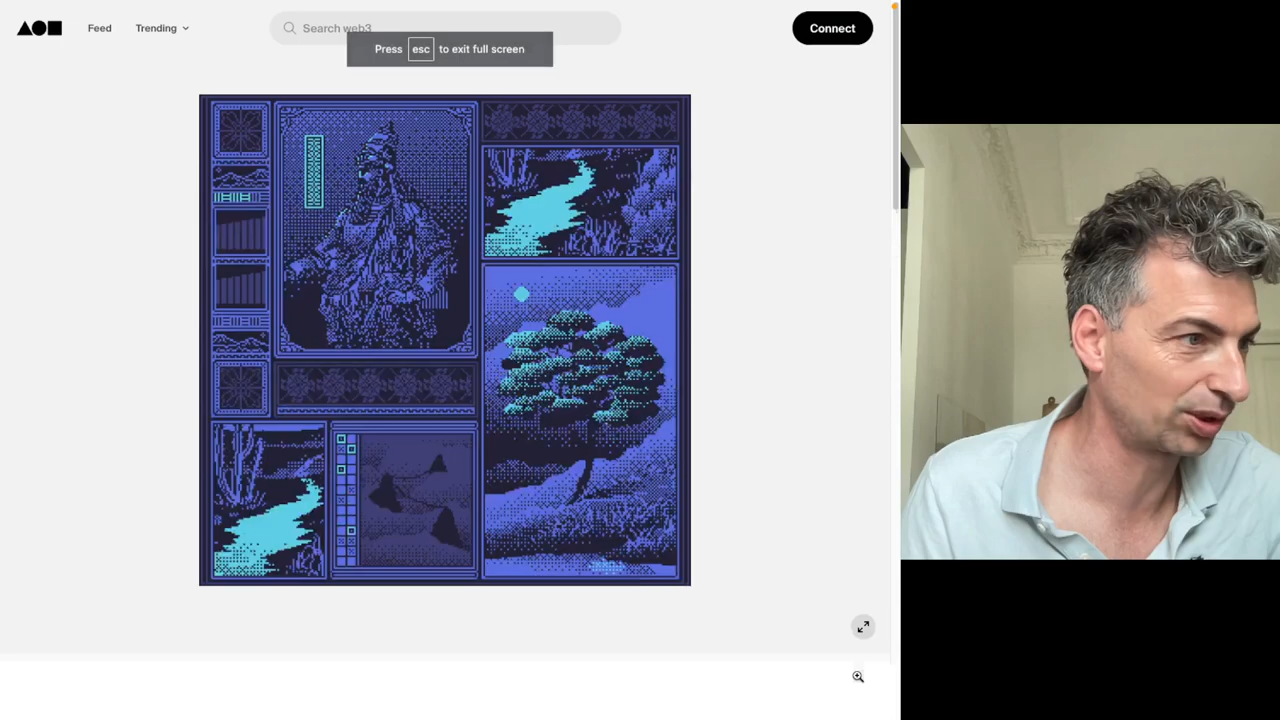 Feed
Trending
Search web3
Connect
Press esc to exit full screen